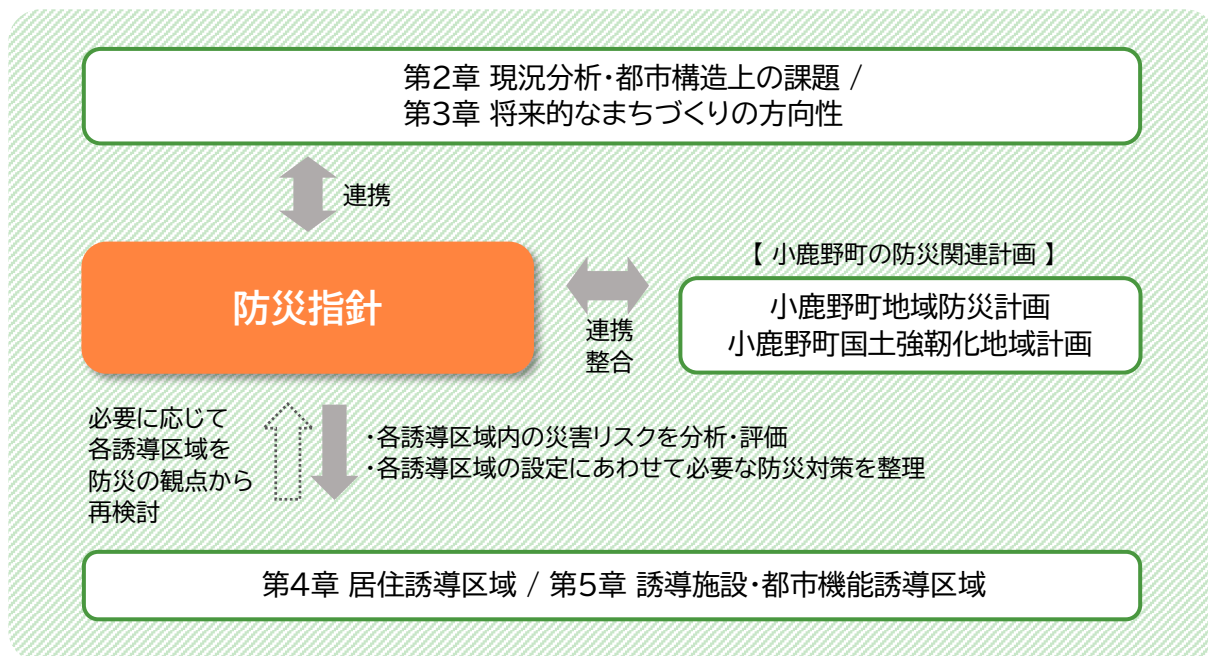 第2章 現況分析・都市構造上の課題 /
第3章 将来的なまちづくりの方向性
連携
防災指針
連携
整合
【 小鹿野町の防災関連計画 】
小鹿野町地域防災計画
小鹿野町国土強靭化地域計画
必要に応じて
各誘導区域を
防災の観点から
再検討
・各誘導区域内の災害リスクを分析・評価
・各誘導区域の設定にあわせて必要な防災対策を整理
第4章 居住誘導区域 / 第5章 誘導施設・都市機能誘導区域